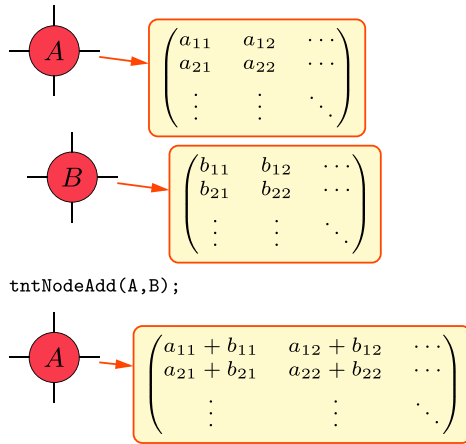 A
a₁₁ a₁₂ ⋯
a₂₁ a₂₂ ⋯
⋮ ⋮ ⋱
B
b₁₁ b₁₂ ⋯
b₂₁ b₂₂ ⋯
⋮ ⋮ ⋱
tntNodeAdd(A,B);
A
a₁₁ + b₁₁ a₁₂ + b₁₂ ⋯
a₂₁ + b₂₁ a₂₂ + b₂₂ ⋯
⋮ ⋮ ⋱